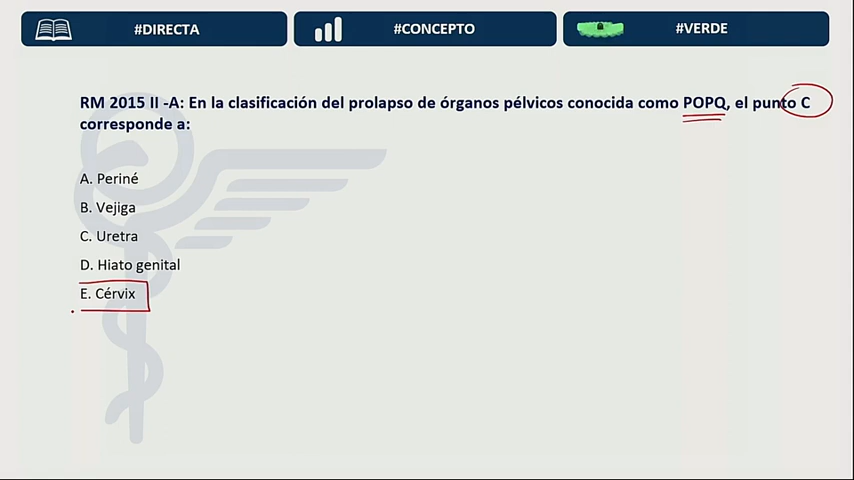 #DIRECTA
#CONCEPTO
#VERDE
RM 2015 II -A: En la clasificación del prolapso de órganos pélvicos conocida como POPQ, el punto C
corresponde a:
A. Periné
B. Vejiga
C. Uretra
D. Hiato genital
E. Cérvix